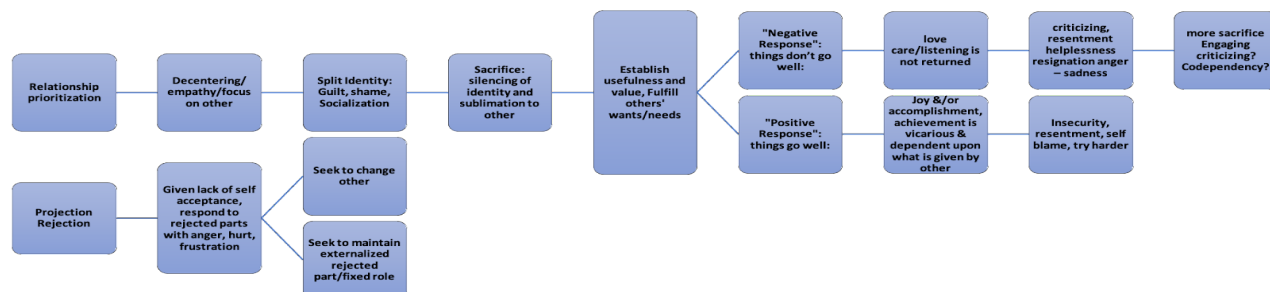 Relationship
prioritization
Decentering/
empathy/focus
on other
Split Identity:
Guilt, shame,
Socialization
Sacrifice:
silencing of
identity and
sublimation to
other
Establish
usefulness and
value, Fulfill
others'
wants/needs
"Negative
Response":
things don't go
well:
love
care/listening is
not returned
criticizing,
resentment
helplessness
resignation anger
– sadness
more sacrifice
Engaging
criticizing?
Codependency?
"Positive
Response":
things go well:
Joy &/or
accomplishment,
achievement is
vicarious &
dependent upon
what is given by
other
Insecurity,
resentment, self
blame, try harder
Projection
Rejection
Given lack of self
acceptance,
respond to
rejected parts
with anger, hurt,
frustration
Seek to change
other
Seek to maintain
externalized
rejected
part/fixed role